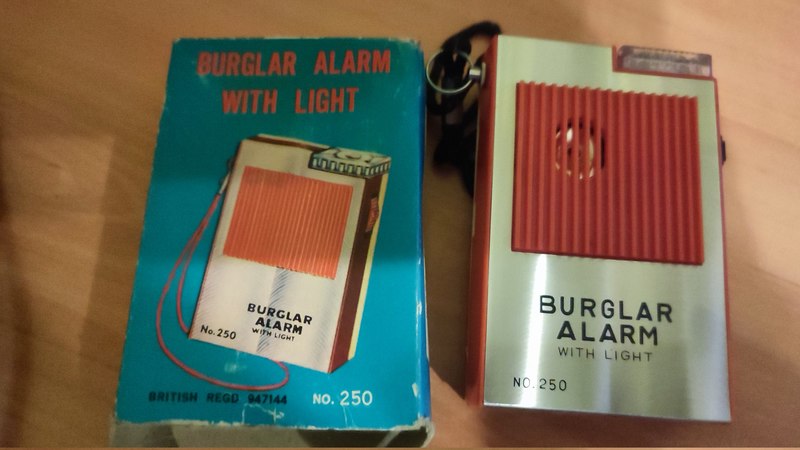 BURGLAR ALARM
WITH LIGHT
BURGLAR
ALARM
WITH LIGHT
No.250
BRITISH REGD 947144 NO. 250
BURGLAR
ALARM
WITH LIGHT
NO.250